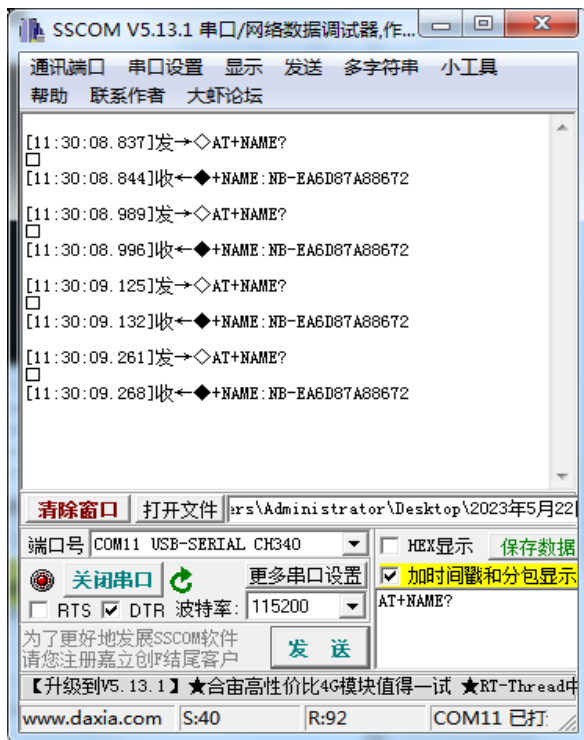 SSCOM V5.13.1 串口/网络数据调试器,作...
通讯端口 串口设置 显示 发送 多字符串 小工具
帮助 联系作者 大虾论坛
[11:30:08.837]发→◇AT+NAME?
□
[11:30:08.844]收←◆+NAME:NB-EA6D87A88672
[11:30:08.989]发→◇AT+NAME?
□
[11:30:08.996]收←◆+NAME:NB-EA6D87A88672
[11:30:09.125]发→◇AT+NAME?
□
[11:30:09.132]收←◆+NAME:NB-EA6D87A88672
[11:30:09.261]发→◇AT+NAME?
□
[11:30:09.268]收←◆+NAME:NB-EA6D87A88672
清除窗口 打开文件 ers\Administrator\Desktop\2023年5月22
端口号 COM11 USB-SERIAL CH340 HEX显示 保存数据
关闭串口 更多串口设置 加时间戳和分包显示
RTS DTR 波特率: 115200 AT+NAME?
为了更好地发展SSCOM软件
请您注册嘉立创F结尾客户
发 送
【升级到V5.13.1】★合宙高性价比4G模块值得一试 ★RT-Thread中
www.daxia.com S:40 R:92 COM11 已打